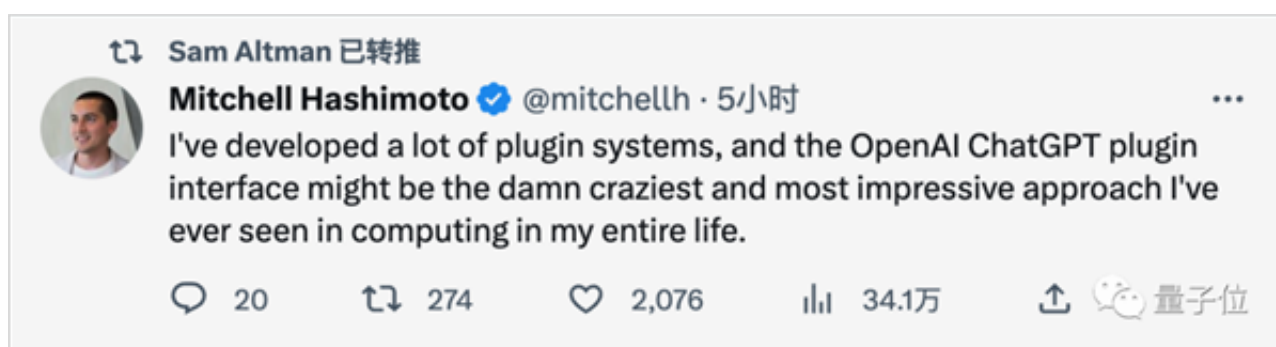 Sam Altman 已转推
Mitchell Hashimoto @mitchellh · 5小时
I've developed a lot of plugin systems, and the OpenAI ChatGPT plugin
interface might be the damn craziest and most impressive approach I've
ever seen in computing in my entire life.
20 274 2,076 34.1万 量子位